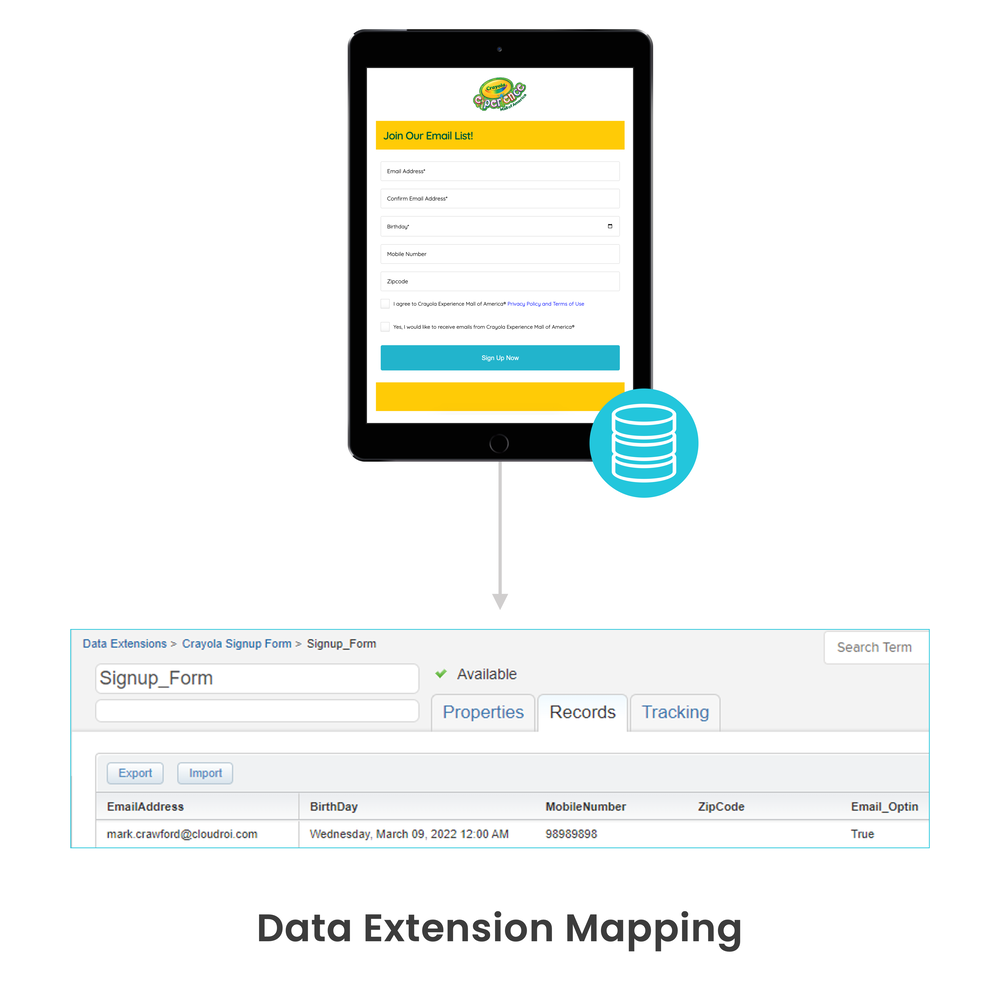 Crayola
experience
Mall of America
Join Our Email List!
Email Address*
Confirm Email Address*
Birthday*
Mobile Number
Zipcode
I agree to Crayola Experience Mall of America® Privacy Policy and Terms of Use
Yes, I would like to receive emails from Crayola Experience Mall of America®
Sign Up Now
Data Extensions > Crayola Signup Form > Signup_Form
Search Term
Signup_Form
Available
Properties Records Tracking
Export Import
EmailAddress BirthDay MobileNumber ZipCode Email_Optin
mark.crawford@cloudroi.com Wednesday, March 09, 2022 12:00 AM 98989898 True
Data Extension Mapping